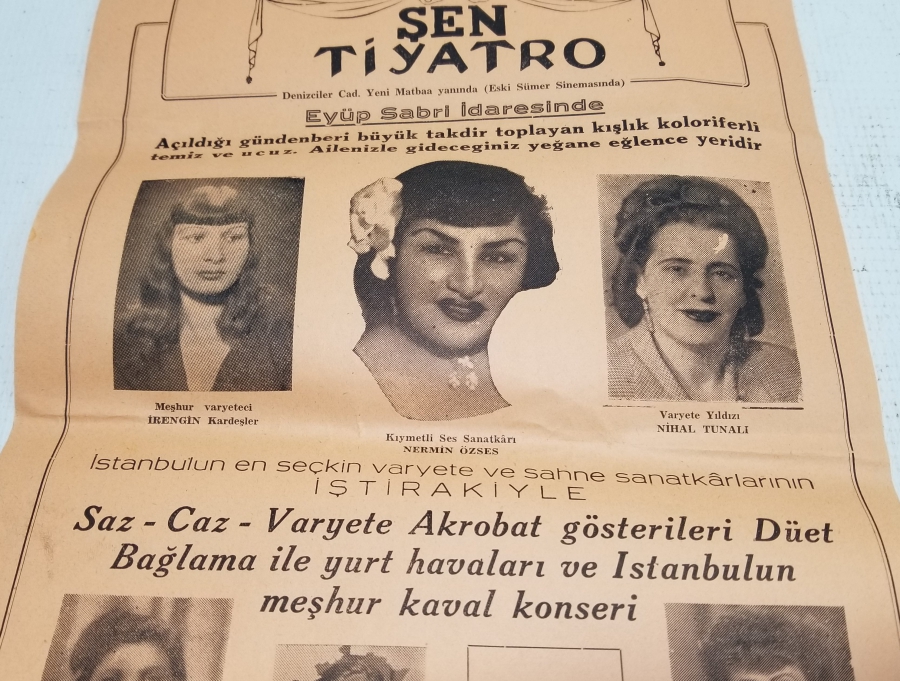 ŞEN
TİYATRO
Denizciler Cad. Yeni Matbaa yanında (Eski Sümer Sinemasında)
Eyüp Sabri İdaresinde
Açıldığı gündenberi büyük takdir toplayan kışlık koloriferli
temiz ve ucuz. Ailenizle gideceginiz yeğane eğlence yeridir
Meşhur varyeteci
İRENGİN Kardeşler
Kıymetli Ses Sanatkârı
NERMİN ÖZSES
Varyete Yıldızı
NİHAL TUNALI
İstanbulun en seçkin varyete ve sahne sanatkârlarının
İŞTİRAKİYLE
Saz - Caz - Varyete Akrobat gösterileri Düet
Bağlama ile yurt havaları ve Istanbulun
meşhur kaval konseri